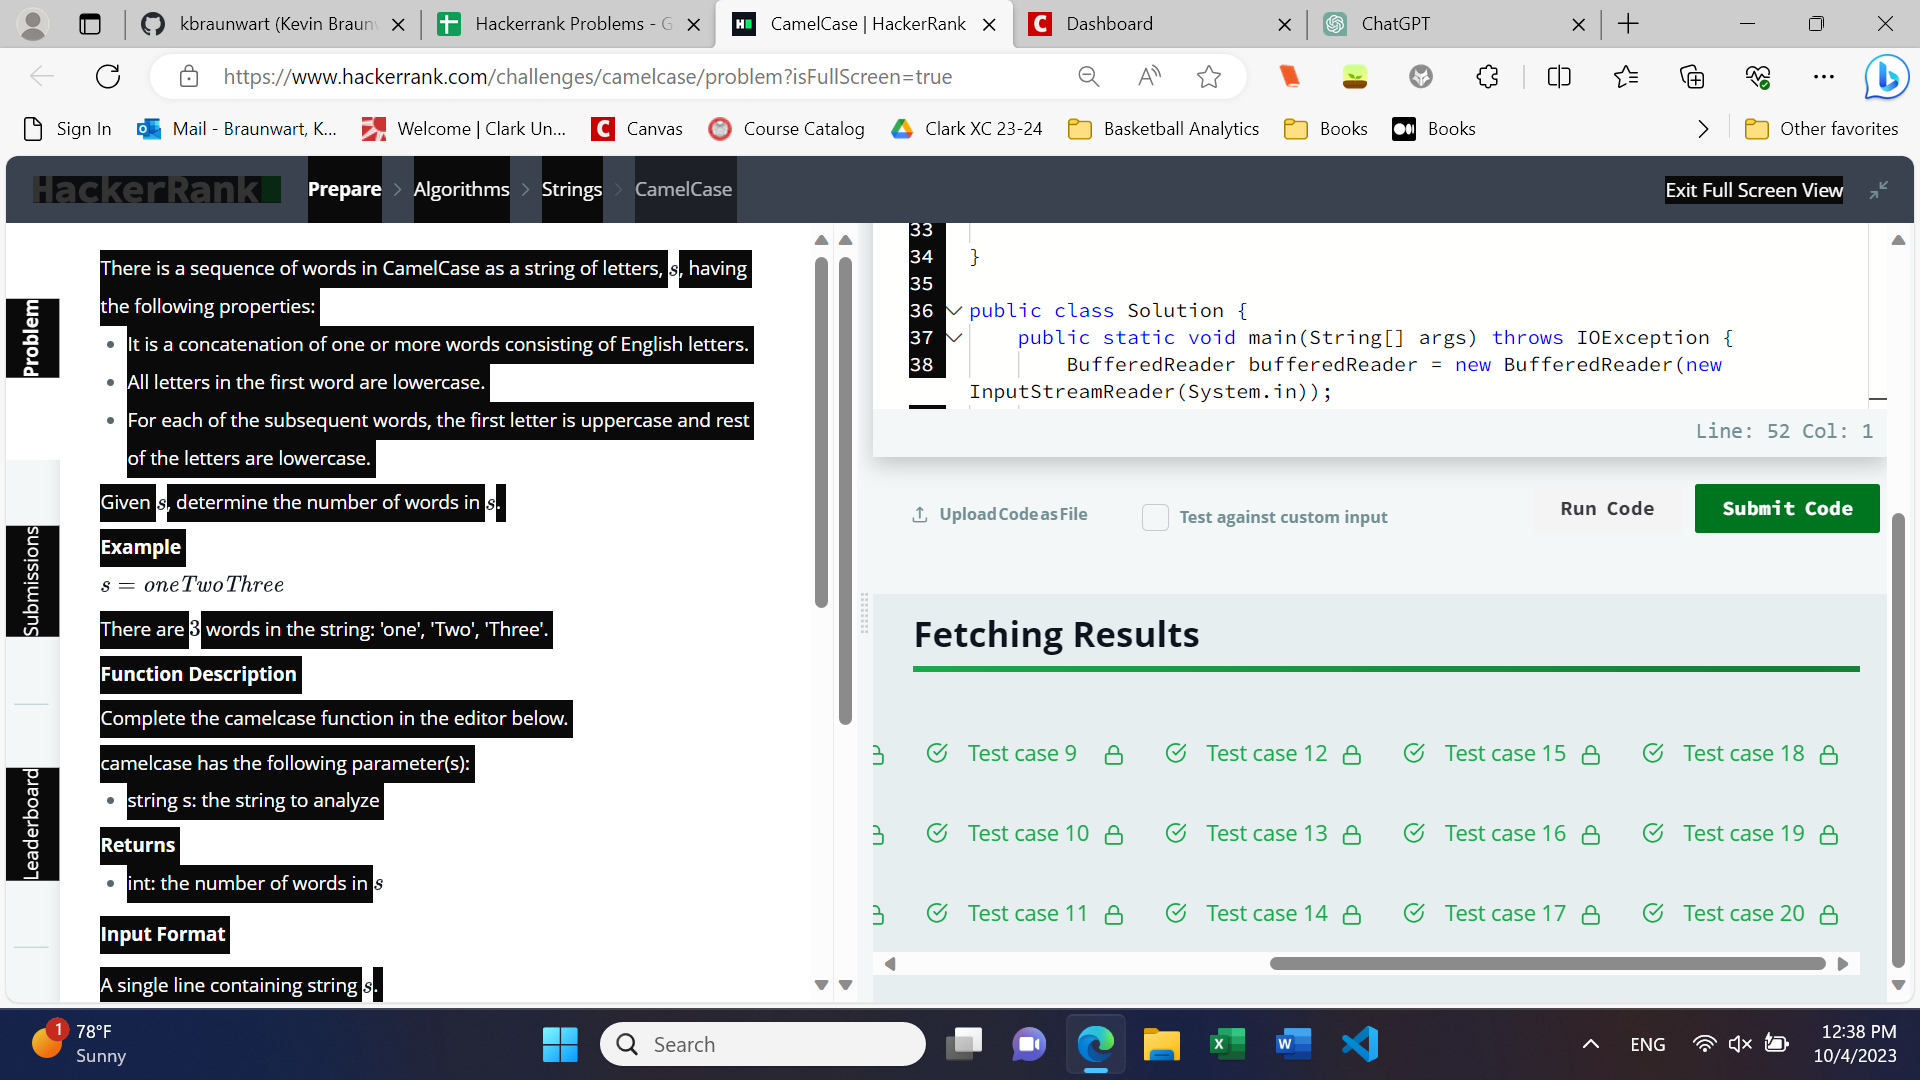 kbraunwart (Kevin Braunw
Hackerrank Problems - G
CamelCase | HackerRank
Dashboard
ChatGPT
https://www.hackerrank.com/challenges/camelcase/problem?isFullScreen=true
Sign In
Mail - Braunwart, K...
Welcome | Clark Un...
Canvas
Course Catalog
Clark XC 23-24
Basketball Analytics
Books
Books
Other favorites
HackerRank
Prepare
Algorithms
Strings
CamelCase
Exit Full Screen View
Problem
Submissions
Leaderboard
There is a sequence of words in CamelCase as a string of letters, s, having
the following properties:
• It is a concatenation of one or more words consisting of English letters.
• All letters in the first word are lowercase.
• For each of the subsequent words, the first letter is uppercase and rest
of the letters are lowercase.
Given s, determine the number of words in s.
Example
s = oneTwoThree
There are 3 words in the string: 'one', 'Two', 'Three'.
Function Description
Complete the camelcase function in the editor below.
camelcase has the following parameter(s):
• string s: the string to analyze
Returns
• int: the number of words in s
Input Format
A single line containing string s.
33
34 }
35
36 public class Solution {
37 public static void main(String[] args) throws IOException {
38 BufferedReader bufferedReader = new BufferedReader(new
InputStreamReader(System.in));
Line: 52 Col: 1
Upload Code as File
Test against custom input
Run Code
Submit Code
Fetching Results
Test case 9
Test case 12
Test case 15
Test case 18
Test case 10
Test case 13
Test case 16
Test case 19
Test case 11
Test case 14
Test case 17
Test case 20
1
78°F
Sunny
Search
ENG
12:38 PM
10/4/2023